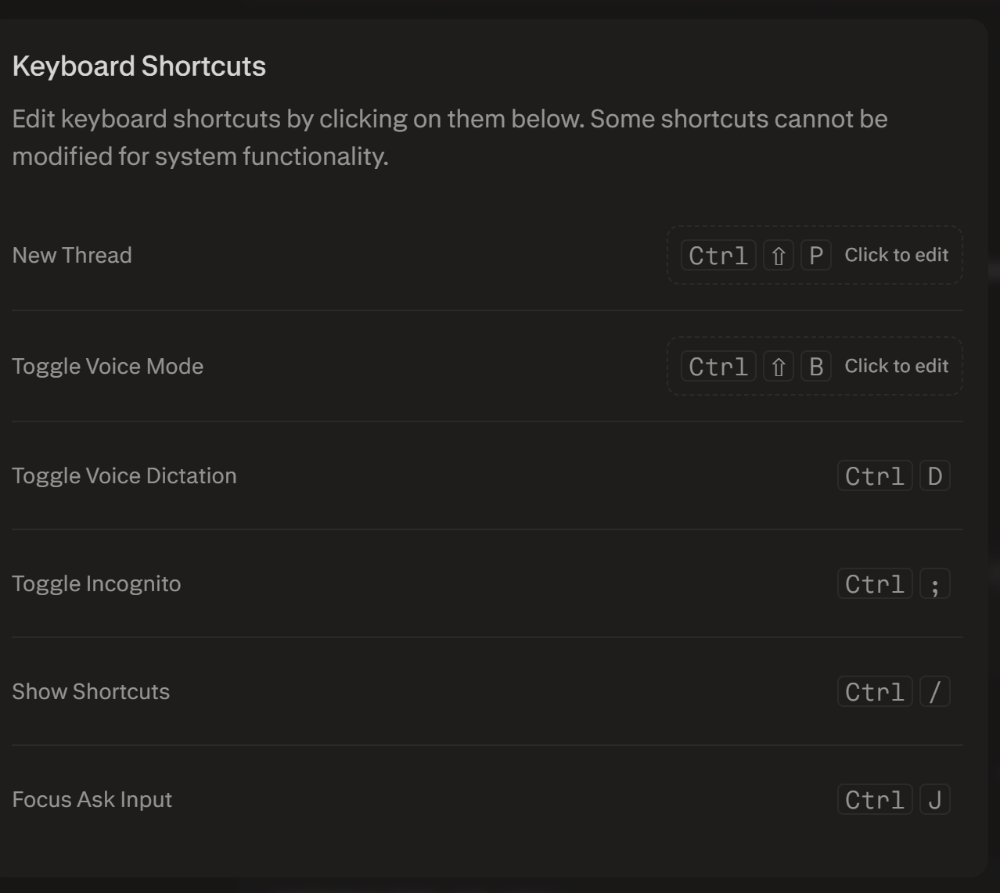 Keyboard Shortcuts
Edit keyboard shortcuts by clicking on them below. Some shortcuts cannot be
modified for system functionality.
New Thread Ctrl ⇧ P Click to edit
Toggle Voice Mode Ctrl ⇧ B Click to edit
Toggle Voice Dictation Ctrl D
Toggle Incognito Ctrl ;
Show Shortcuts Ctrl /
Focus Ask Input Ctrl J